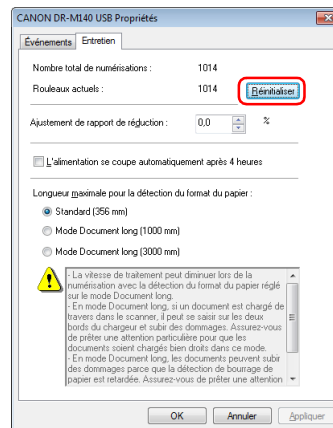 CANON DR-M140 USB Propriétés
Événements Entretien
Nombre total de numérisations : 1014
Rouleaux actuels : 1014 Réinitialiser
Ajustement de rapport de réduction : 0,0 %
L'alimentation se coupe automatiquement après 4 heures
Longueur maximale pour la détection du format du papier :
Standard (356 mm)
Mode Document long (1000 mm)
Mode Document long (3000 mm)
- La vitesse de traitement peut diminuer lors de la
numérisation avec la détection du format du papier réglé
sur le mode Document long.
- En mode Document long, si un document est chargé de
travers dans le scanner, il peut se saisir sur les deux
bords du chargeur et subir des dommages. Assurez-vous
de prêter une attention particulière pour que les
documents soient chargés bien droits dans ce mode.
- En mode Document long, les documents peuvent subir
des dommages parce que la détection de bourrage de
papier est retardée. Assurez-vous de prêter une attention
OK Annuler Appliquer